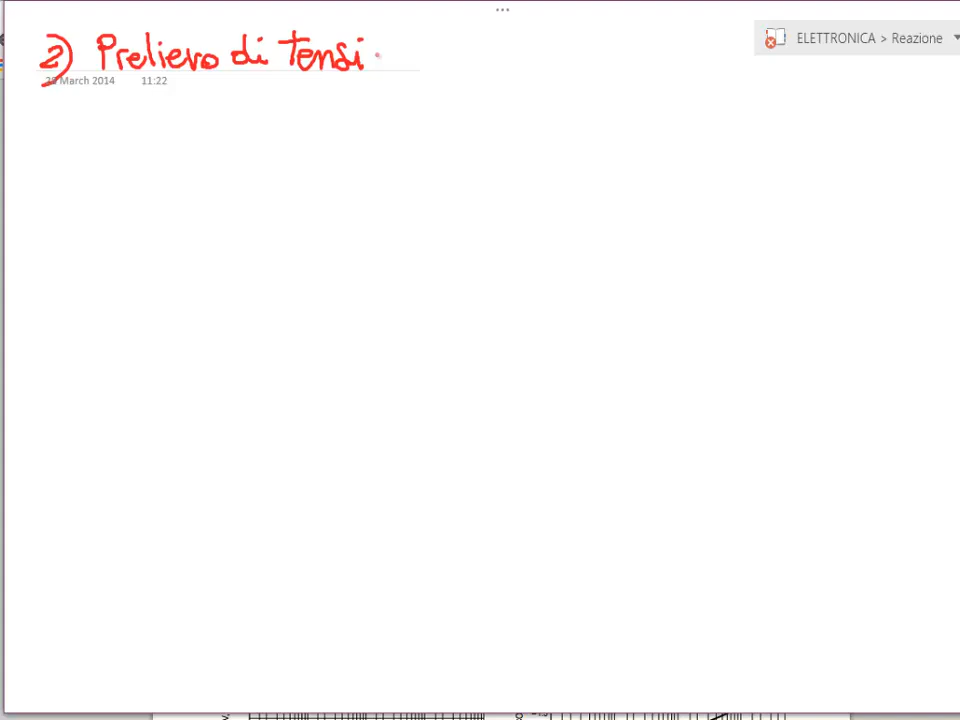 ...
ELETTRONICA > Reazione
2) Prelievo di Tensi
28 March 2014 11:22